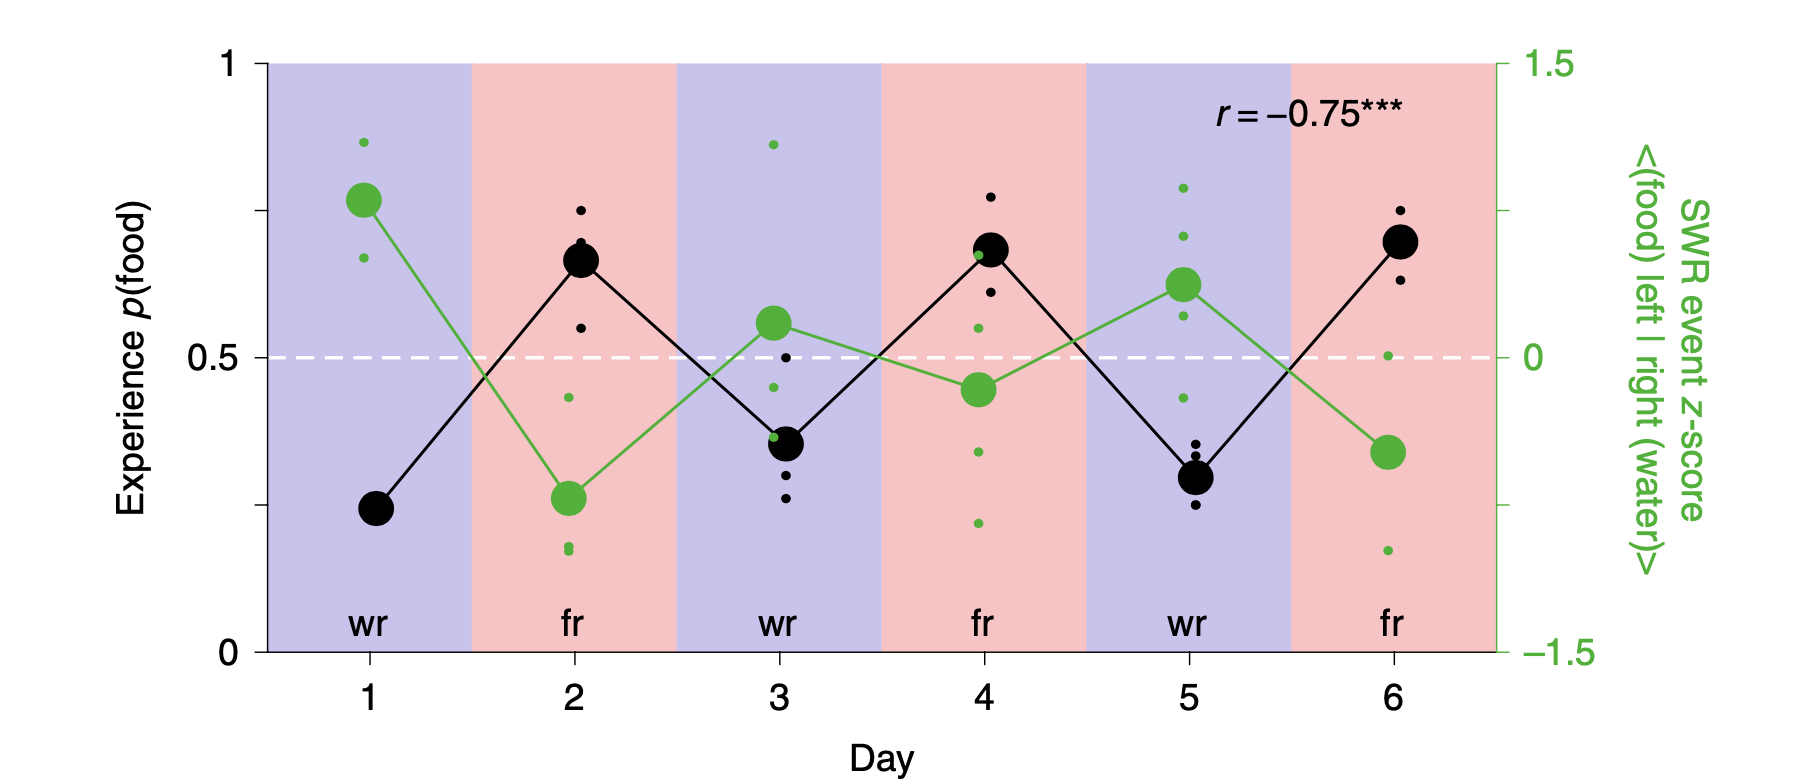 1
0.5
0
Experience p(food)
r = −0.75***
wr
fr
wr
fr
wr
fr
1
2
3
4
5
6
Day
1.5
0
−1.5
SWR event z-score
<(food) left | right (water)>